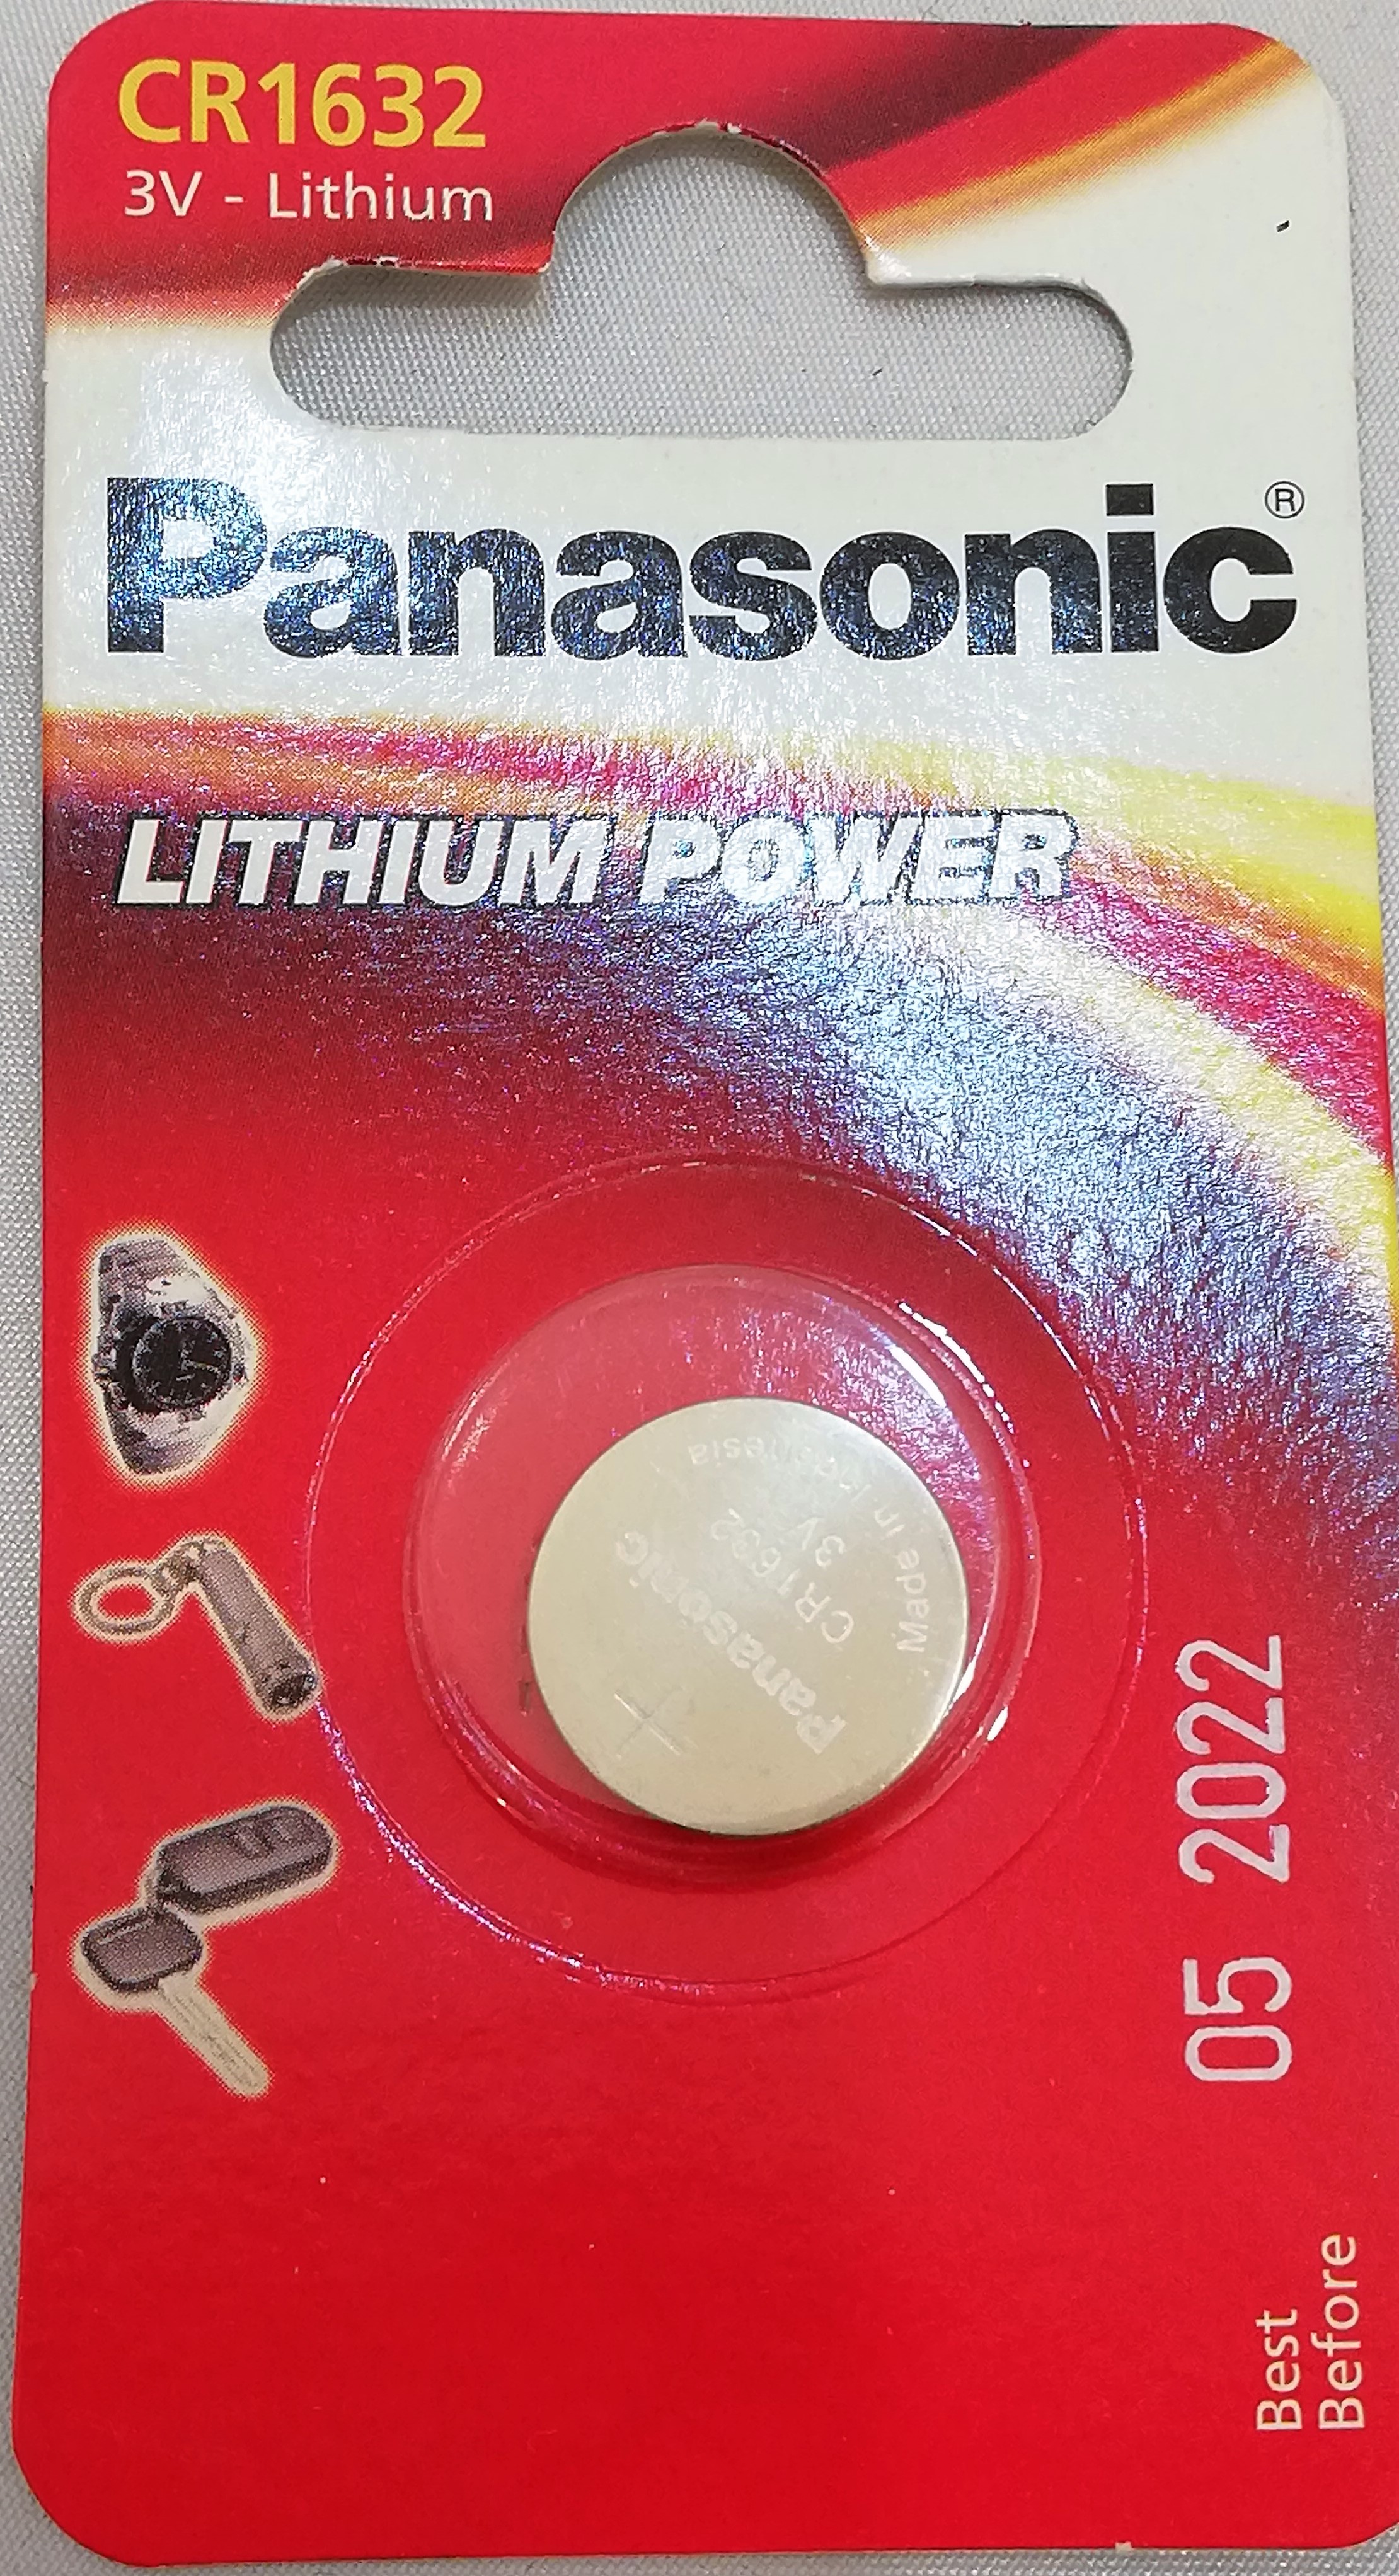 CR1632
3V - Lithium
Panasonic®
LITHIUM POWER
+
Panasonic
CR1632
3V
Made in Indonesia
05 2022
Best
Before